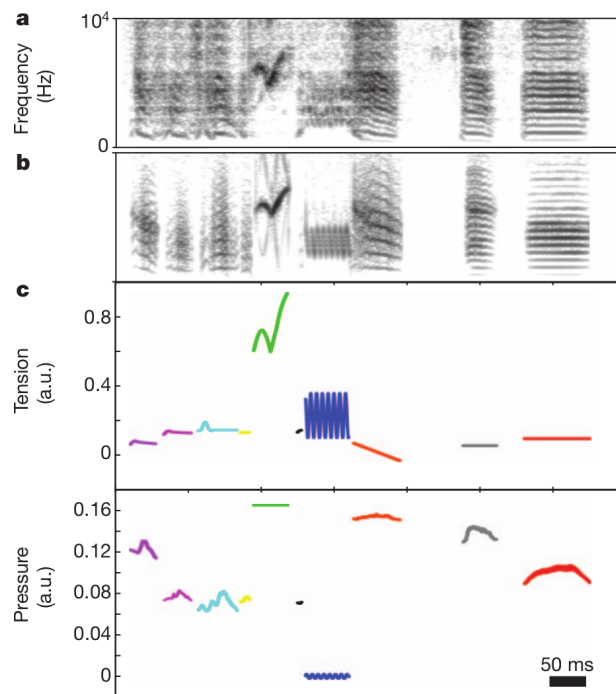 a
10⁴
Frequency
(Hz)
0
b
c
0.8
Tension
(a.u.)
0.4
0
0.16
Pressure
(a.u.)
0.12
0.08
0.04
0
50 ms